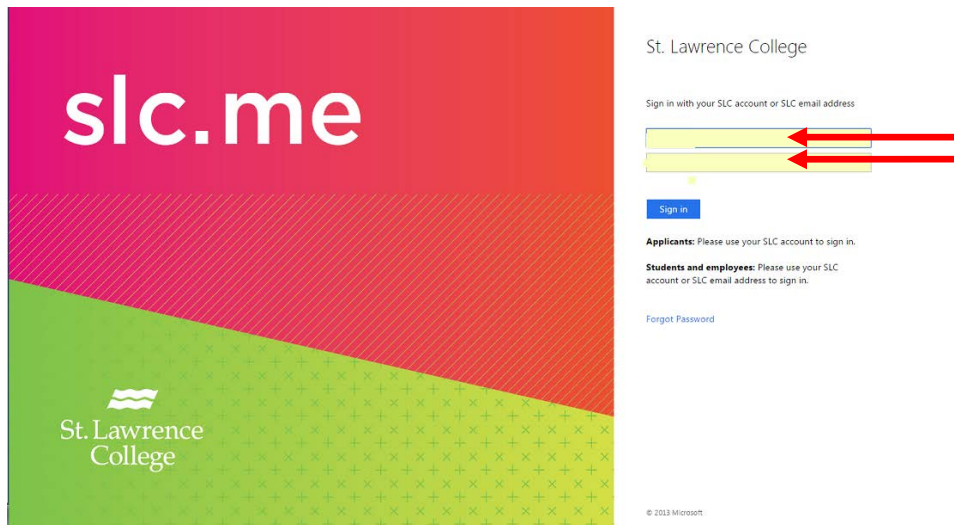 slc.me
St. Lawrence
College
St. Lawrence College
Sign in with your SLC account or SLC email address
Sign in
Applicants: Please use your SLC account to sign in.
Students and employees: Please use your SLC
account or SLC email address to sign in.
Forgot Password
© 2013 Microsoft